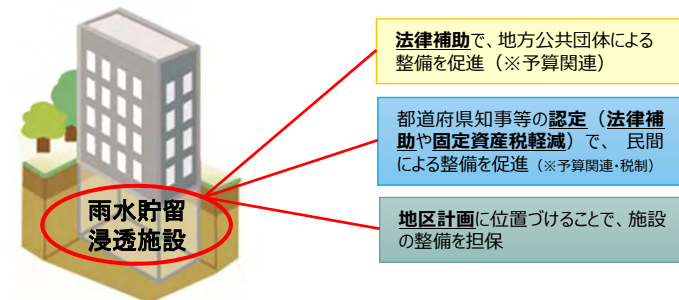 法律補助で、地方公共団体による
整備を促進（※予算関連）
都道府県知事等の認定（法律補
助や固定資産税軽減）で、 民間
による整備を促進（※予算関連・税制）
雨水貯留
浸透施設
地区計画に位置づけることで、施設
の整備を担保